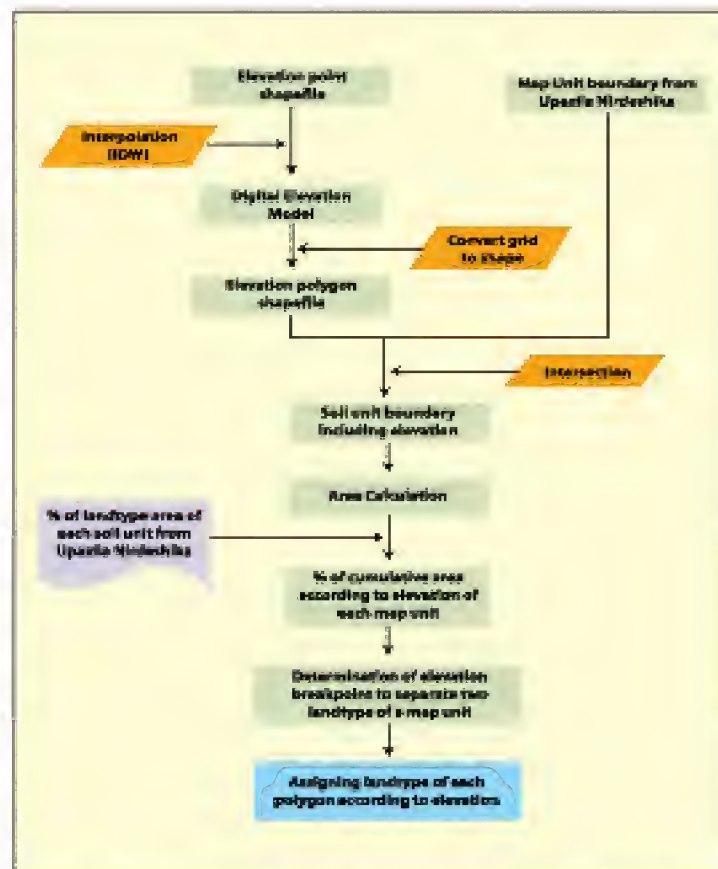 Elevation point
shapefile
Map Unit boundary from
Upazila Nirdeshika
Interpolation
(IDW)
Digital Elevation
Model
Convert grid
to shape
Elevation polygon
shapefile
Intersection
Soil unit boundary
including elevation
Area Calculation
% of landtype area of
each soil unit from
Upazila Nirdeshika
% of cumulative area
according to elevation of
each map unit
Determination of elevation
breakpoint to separate two
landtype of a map unit
Assigning landtype of each
polygon according to elevation